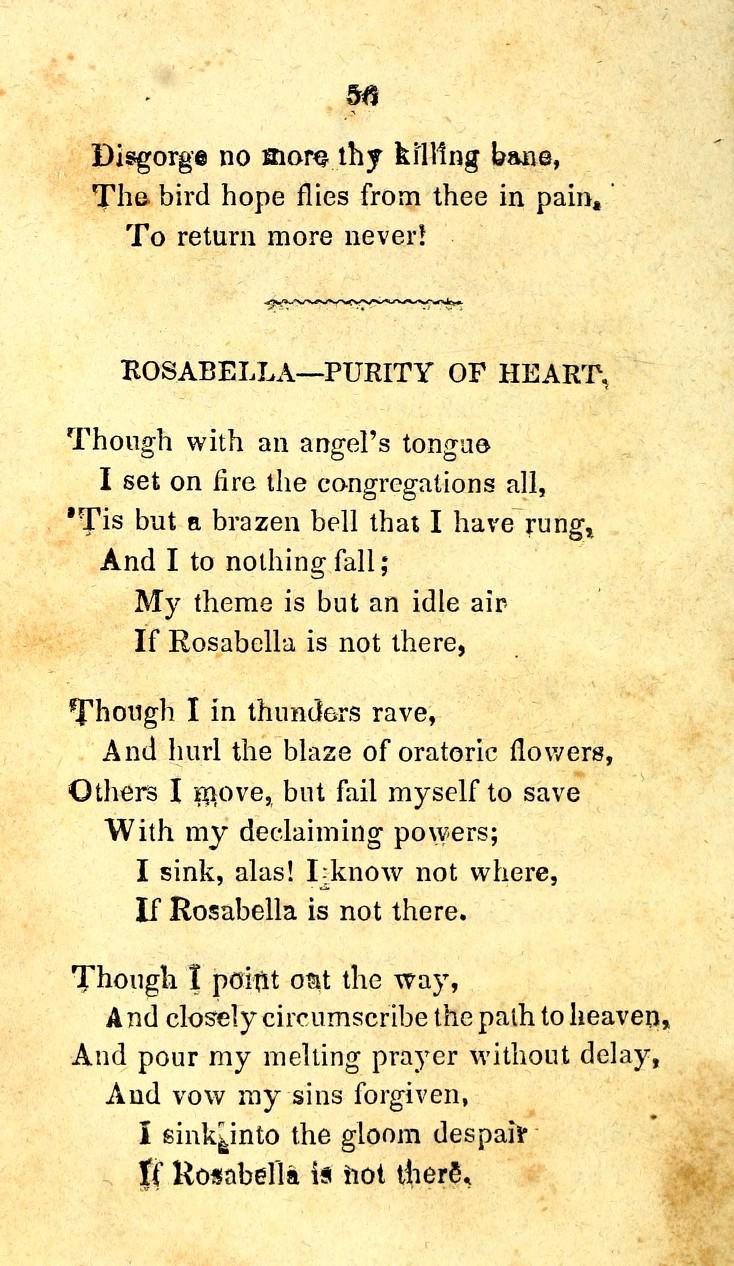 56
Disgorge no more thy killing bane,
The bird hope flies from thee in pain,
To return more never!
ROSABELLA—PURITY OF HEART.
Though with an angel's tongue
I set on fire the congregations all,
'Tis but a brazen bell that I have rung,
And I to nothing fall;
My theme is but an idle air
If Rosabella is not there,
Though I in thunders rave,
And hurl the blaze of oratoric flowers,
Others I move, but fail myself to save
With my declaiming powers;
I sink, alas! I know not where,
If Rosabella is not there.
Though I point out the way,
And closely circumscribe the path to heaven,
And pour my melting prayer without delay,
And vow my sins forgiven,
I sink into the gloom despair
If Rosabella is not there.